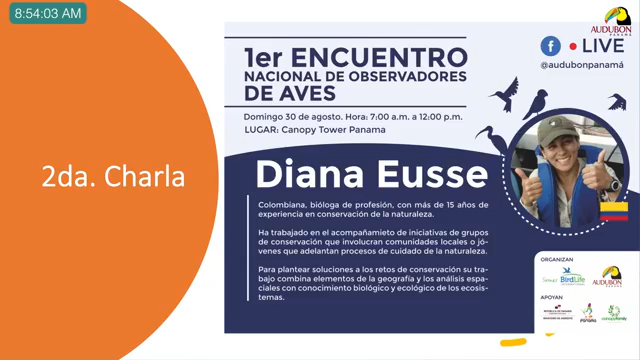 8:54:03 AM
2da. Charla
1er ENCUENTRO
NACIONAL DE OBSERVADORES
DE AVES
Domingo 30 de agosto. Hora: 7:00 a.m. a 12:00 p.m.
LUGAR: Canopy Tower Panama
AUDUBON
PANAMÁ
LIVE
@audubonpanamá
Diana Eusse
Colombiana, bióloga de profesión, con más de 15 años de
experiencia en conservación de la naturaleza.
Ha trabajado en el acompañamieto de iniciativas de grupos
de conservación que involucran comunidades locales o jó-
venes que adelantan procesos de cuidado de la naturaleza.
Para plantear soluciones a los retos de conservación su tra-
bajo combina elementos de la geografía y los análisis espa-
ciales con conocimiento biológico y ecológico de los ecosis-
temas.
ORGANIZAN
BirdLife
INTERNATIONAL
AUDUBON
APOYAN
PANAMÁ
canopyfamily